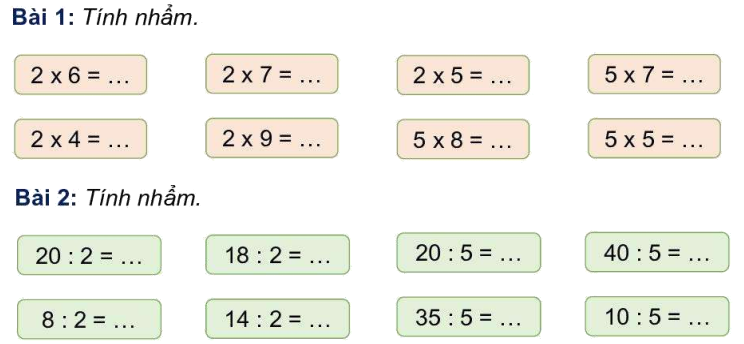 Bài 1: Tính nhẩm.
2 x 6 = ... 2 x 7 = ... 2 x 5 = ... 5 x 7 = ...
2 x 4 = ... 2 x 9 = ... 5 x 8 = ... 5 x 5 = ...
Bài 2: Tính nhẩm.
20 : 2 = ... 18 : 2 = ... 20 : 5 = ... 40 : 5 = ...
8 : 2 = ... 14 : 2 = ... 35 : 5 = ... 10 : 5 = ...